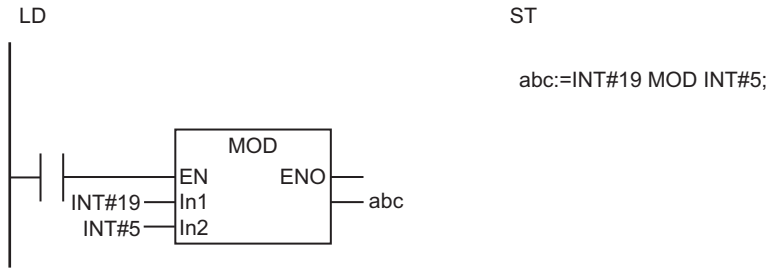 LD
ST
abc:=INT#19 MOD INT#5;
MOD
EN ENO
INT#19 In1 abc
INT#5 In2